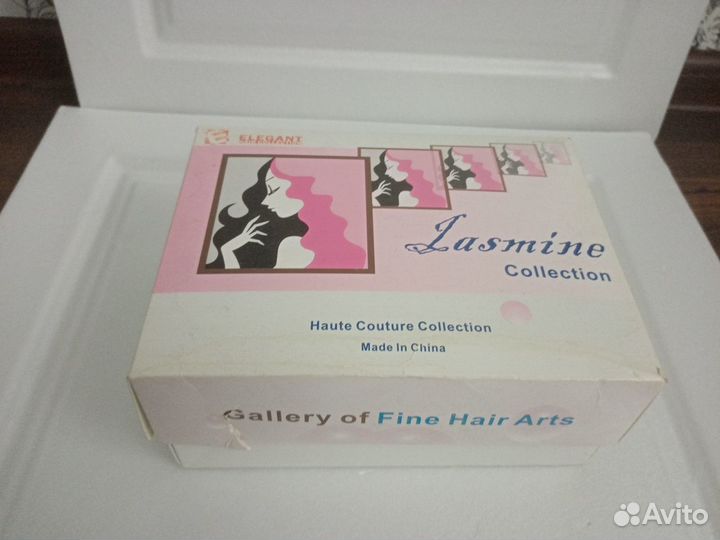 ELEGANT
Jasmine
Collection
Haute Couture Collection
Made In China
Gallery of Fine Hair Arts
Avito